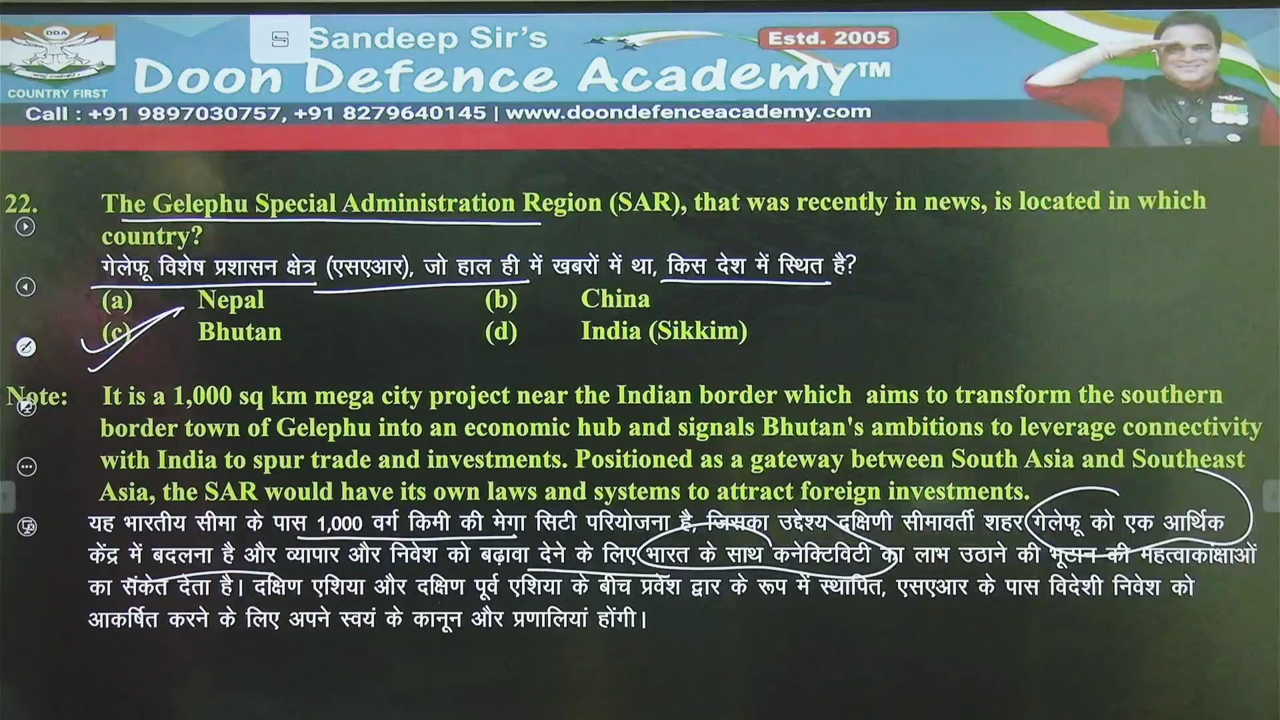 DDA
COUNTRY FIRST
Sandeep Sir's
Estd. 2005
Doon Defence Academy™
Call : +91 9897030757, +91 8279640145 | www.doondefenceacademy.com
22. The Gelephu Special Administration Region (SAR), that was recently in news, is located in which
country?
गेलेफू विशेष प्रशासन क्षेत्र (एसएआर), जो हाल ही में खबरों में था, किस देश में स्थित है?
(a) Nepal (b) China
(c) Bhutan (d) India (Sikkim)
Note: It is a 1,000 sq km mega city project near the Indian border which aims to transform the southern
border town of Gelephu into an economic hub and signals Bhutan's ambitions to leverage connectivity
with India to spur trade and investments. Positioned as a gateway between South Asia and Southeast
Asia, the SAR would have its own laws and systems to attract foreign investments.
यह भारतीय सीमा के पास 1,000 वर्ग किमी की मेगा सिटी परियोजना है, जिसका उद्देश्य दक्षिणी सीमावर्ती शहर गेलेफू को एक आर्थिक
केंद्र में बदलना है और व्यापार और निवेश को बढ़ावा देने के लिए भारत के साथ कनेक्टिविटी का लाभ उठाने की भूटान की महत्वाकांक्षाओं
का संकेत देता है। दक्षिण एशिया और दक्षिण पूर्व एशिया के बीच प्रवेश द्वार के रूप में स्थापित, एसएआर के पास विदेशी निवेश को
आकर्षित करने के लिए अपने स्वयं के कानून और प्रणालियां होंगी।